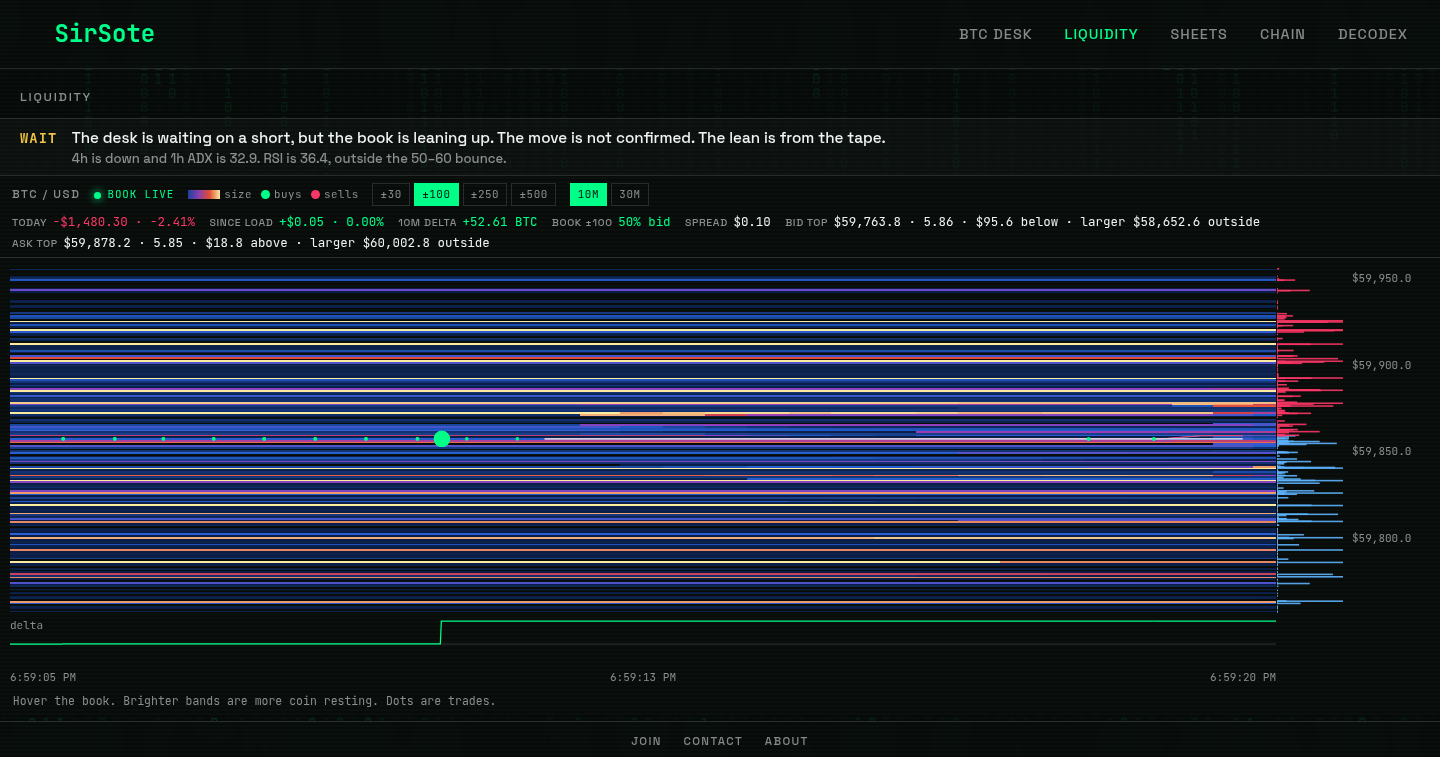 SirSote
BTC DESK LIQUIDITY SHEETS CHAIN DECODEX
LIQUIDITY
WAIT The desk is waiting on a short, but the book is leaning up. The move is not confirmed. The lean is from the tape.
4h is down and 1h ADX is 32.9. RSI is 36.4, outside the 50–60 bounce.
BTC / USD BOOK LIVE size buys sells ±30 ±100 ±250 ±500 10M 30M
TODAY -$1,480.30 · -2.41% SINCE LOAD +$0.05 · 0.00% 10M DELTA +52.61 BTC BOOK ±100 50% bid SPREAD $0.10 BID TOP $59,763.8 · 5.86 · $95.6 below · larger $58,652.6 outside
ASK TOP $59,878.2 · 5.85 · $18.8 above · larger $60,002.8 outside
$59,950.0
$59,900.0
$59,850.0
$59,800.0
delta
6:59:05 PM 6:59:13 PM 6:59:20 PM
Hover the book. Brighter bands are more coin resting. Dots are trades.
JOIN CONTACT ABOUT